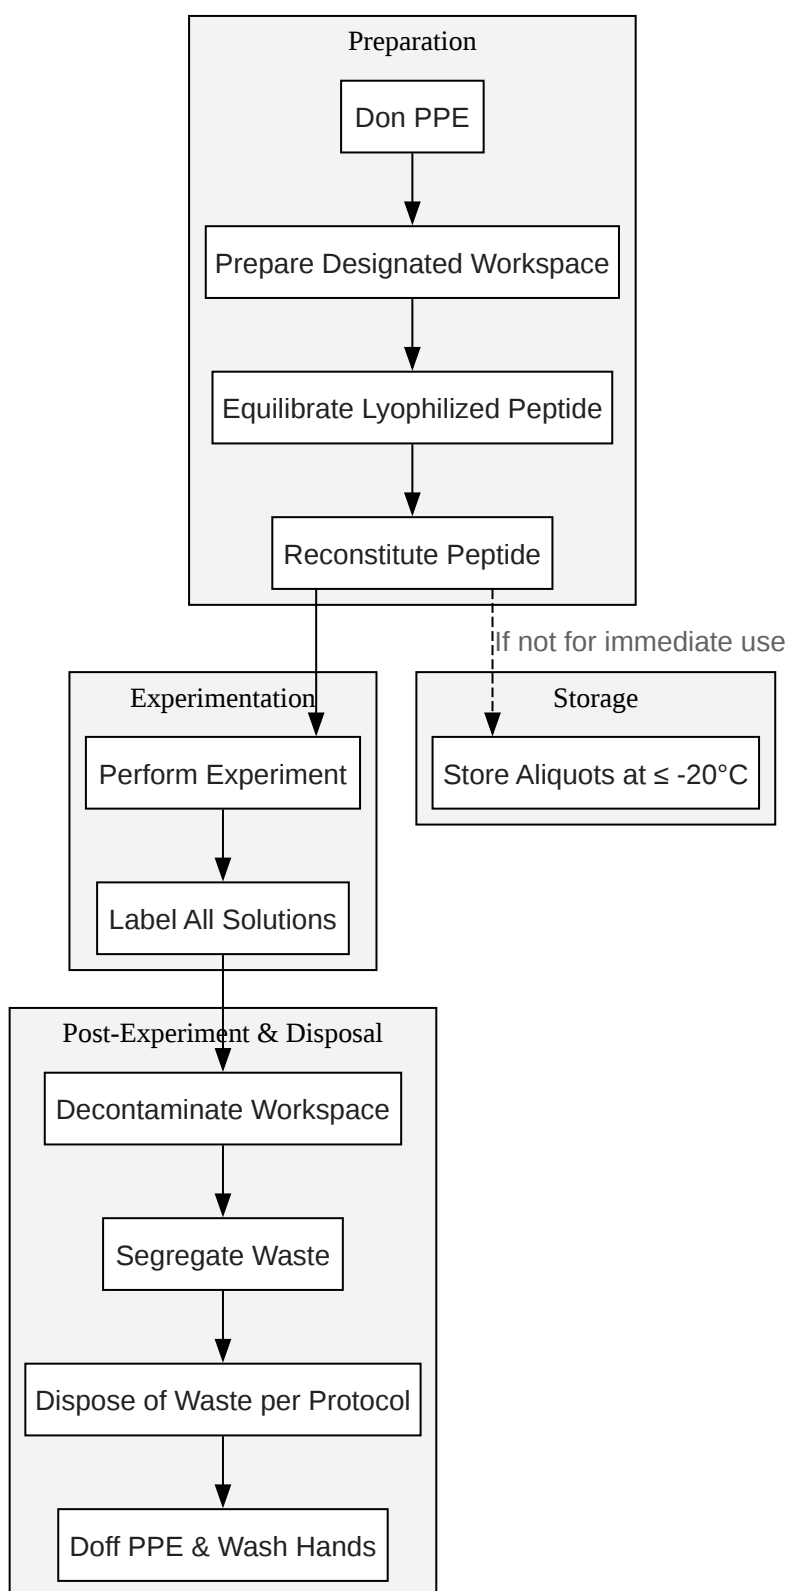 Preparation
Don PPE
Prepare Designated Workspace
Equilibrate Lyophilized Peptide
Reconstitute Peptide
If not for immediate use
Experimentation
Storage
Perform Experiment
Store Aliquots at ≤ -20°C
Label All Solutions
Post-Experiment & Disposal
Decontaminate Workspace
Segregate Waste
Dispose of Waste per Protocol
Doff PPE & Wash Hands